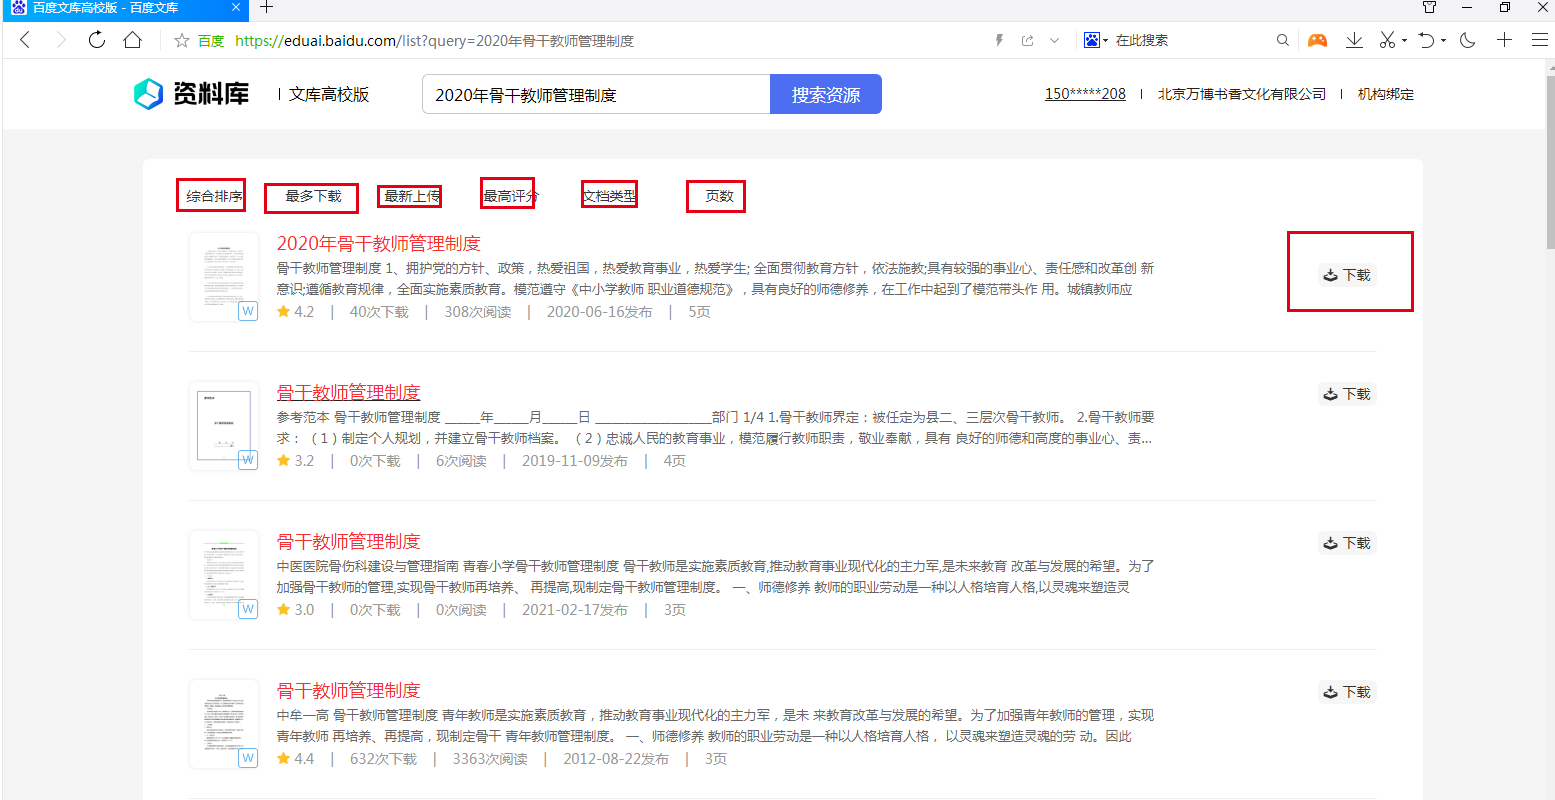 百度文库高校版 - 百度文库
百度 https://eduai.baidu.com/list?query=2020年骨干教师管理制度
在此搜索
资料库 文库高校版 2020年骨干教师管理制度 搜索资源 150*****208 北京万博书香文化有限公司 机构绑定
综合排序 最多下载 最新上传 最高评分 文档类型 页数
2020年骨干教师管理制度
骨干教师管理制度 1、拥护党的方针、政策，热爱祖国，热爱教育事业，热爱学生; 全面贯彻教育方针，依法施教;具有较强的事业心、责任感和改革创 新
意识;遵循教育规律，全面实施素质教育。模范遵守《中小学教师 职业道德规范》，具有良好的师德修养，在工作中起到了模范带头作 用。城镇教师应
下载
W 4.2 | 40次下载 | 308次阅读 | 2020-06-16发布 | 5页
骨干教师管理制度
参考范本 骨干教师管理制度 ______年______月______日 ____________________部门 1/4 1.骨干教师界定：被任定为县二、三层次骨干教师。 2.骨干教师要
求：（1）制定个人规划，并建立骨干教师档案。（2）忠诚人民的教育事业，模范履行教师职责，敬业奉献，具有 良好的师德和高度的事业心、责...
下载
W 3.2 | 0次下载 | 6次阅读 | 2019-11-09发布 | 4页
骨干教师管理制度
中医医院骨伤科建设与管理指南 青春小学骨干教师管理制度 骨干教师是实施素质教育,推动教育事业现代化的主力军,是未来教育 改革与发展的希望。为了
加强骨干教师的管理,实现骨干教师再培养、 再提高,现制定骨干教师管理制度。 一、师德修养 教师的职业劳动是一种以人格培育人格,以灵魂来塑造灵
下载
W 3.0 | 0次下载 | 0次阅读 | 2021-02-17发布 | 3页
骨干教师管理制度
中牟一高 骨干教师管理制度 青年教师是实施素质教育，推动教育事业现代化的主力军，是未 来教育改革与发展的希望。为了加强青年教师的管理，实现
青年教师 再培养、再提高，现制定骨干 青年教师管理制度。 一、师德修养 教师的职业劳动是一种以人格培育人格， 以灵魂来塑造灵魂的劳 动。因此
下载
W 4.4 | 632次下载 | 3363次阅读 | 2012-08-22发布 | 3页